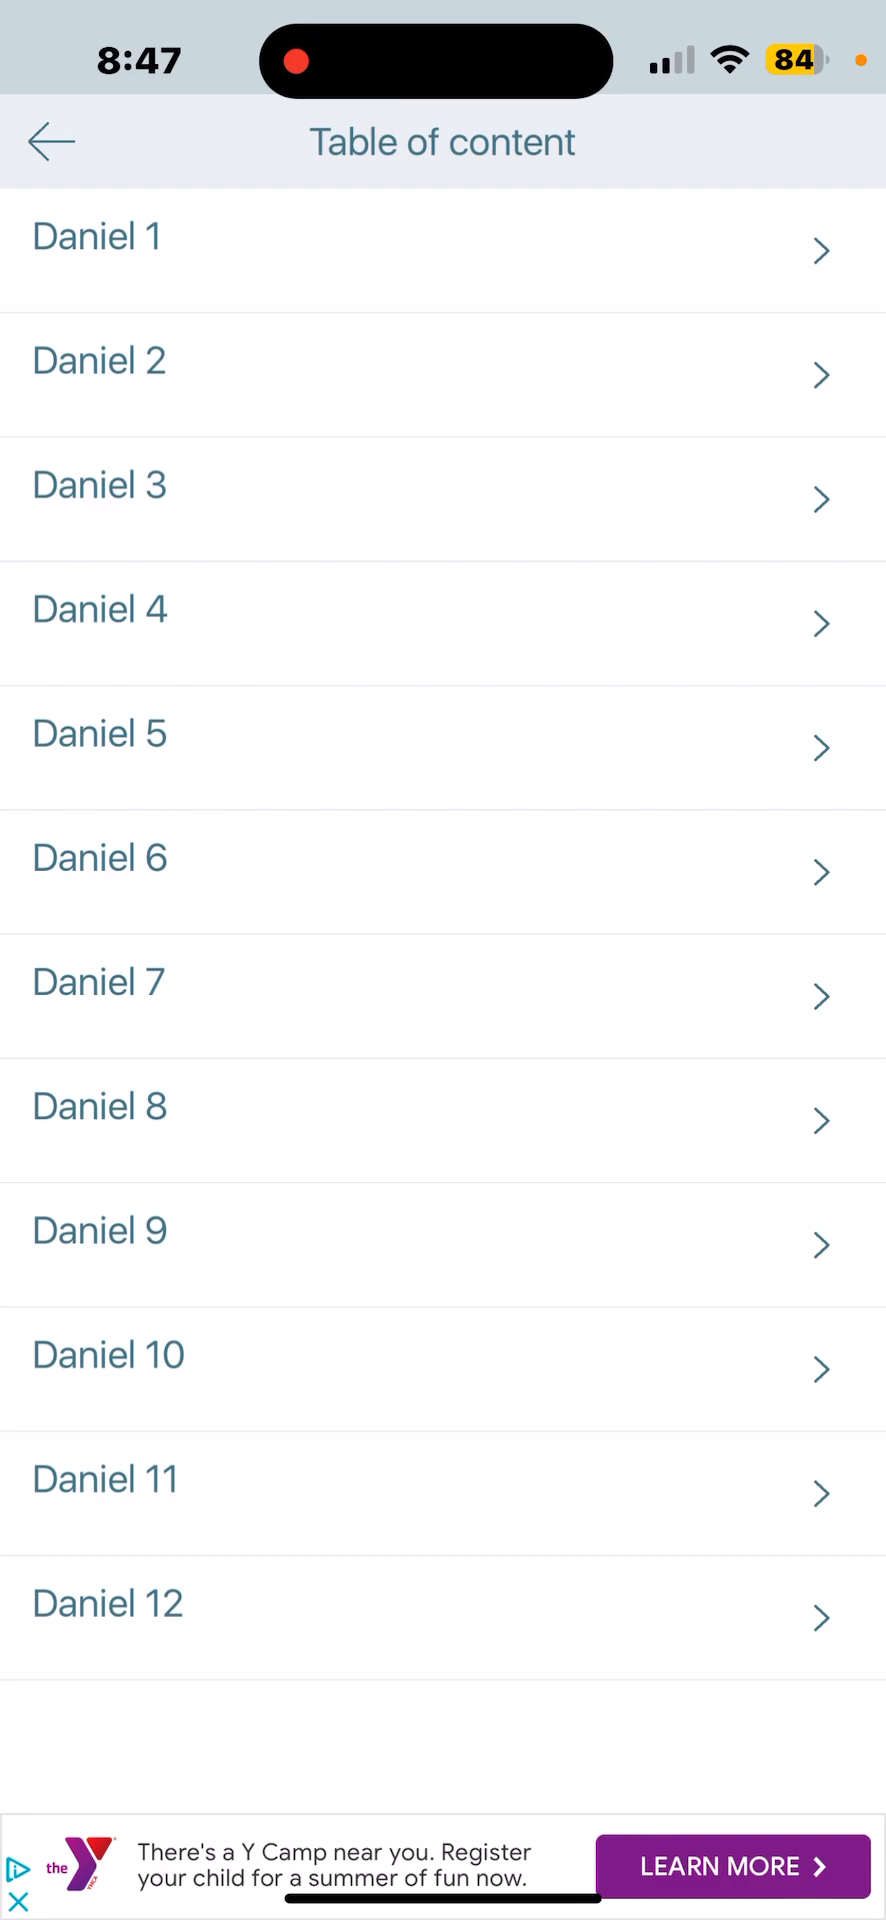 8:47
84
Table of content
Daniel 1
Daniel 2
Daniel 3
Daniel 4
Daniel 5
Daniel 6
Daniel 7
Daniel 8
Daniel 9
Daniel 10
Daniel 11
Daniel 12
the
YMCA
There's a Y Camp near you. Register
your child for a summer of fun now.
LEARN MORE